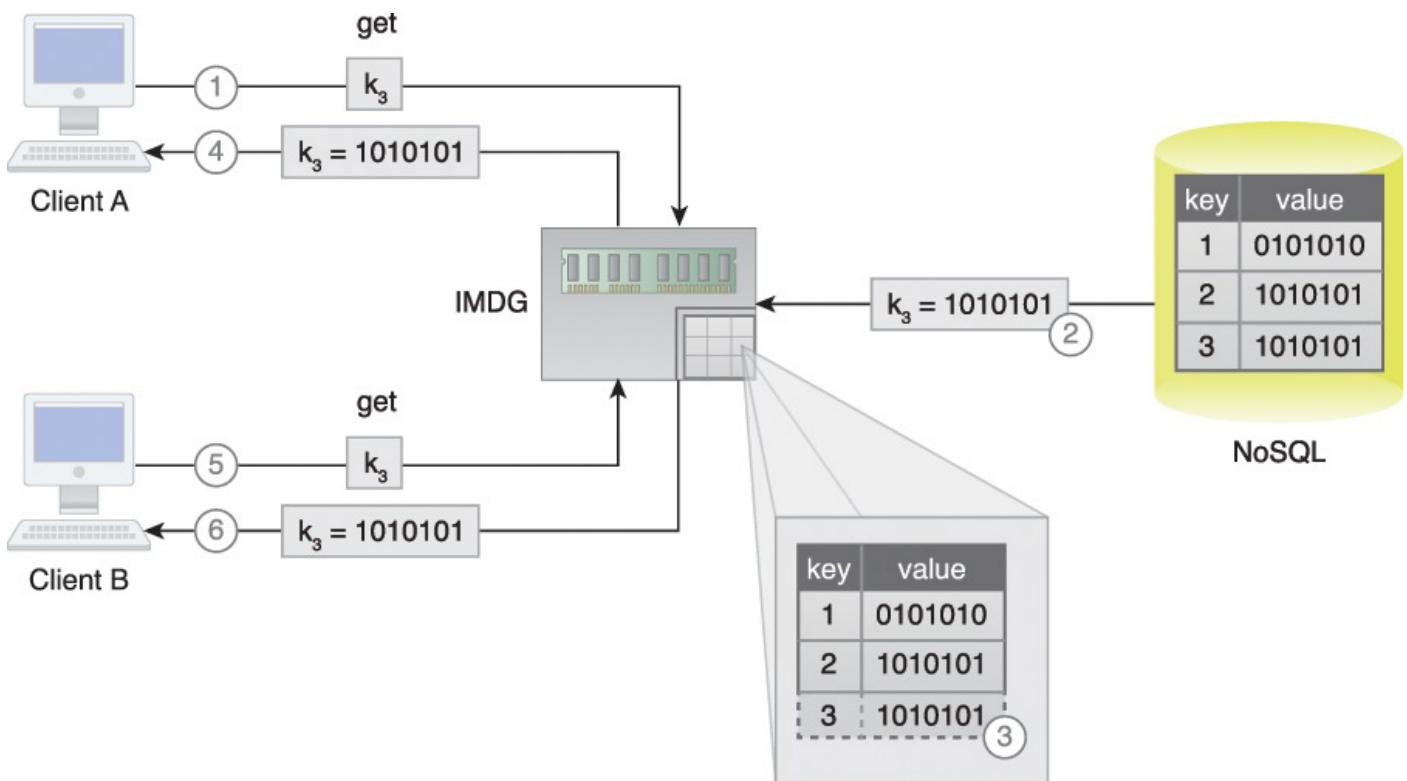 get
1
k₃
4
k₃ = 1010101
Client A
IMDG
k₃ = 1010101
2
key value
1 0101010
2 1010101
3 1010101
NoSQL
get
5
k₃
6
k₃ = 1010101
Client B
key value
1 0101010
2 1010101
3 1010101
3